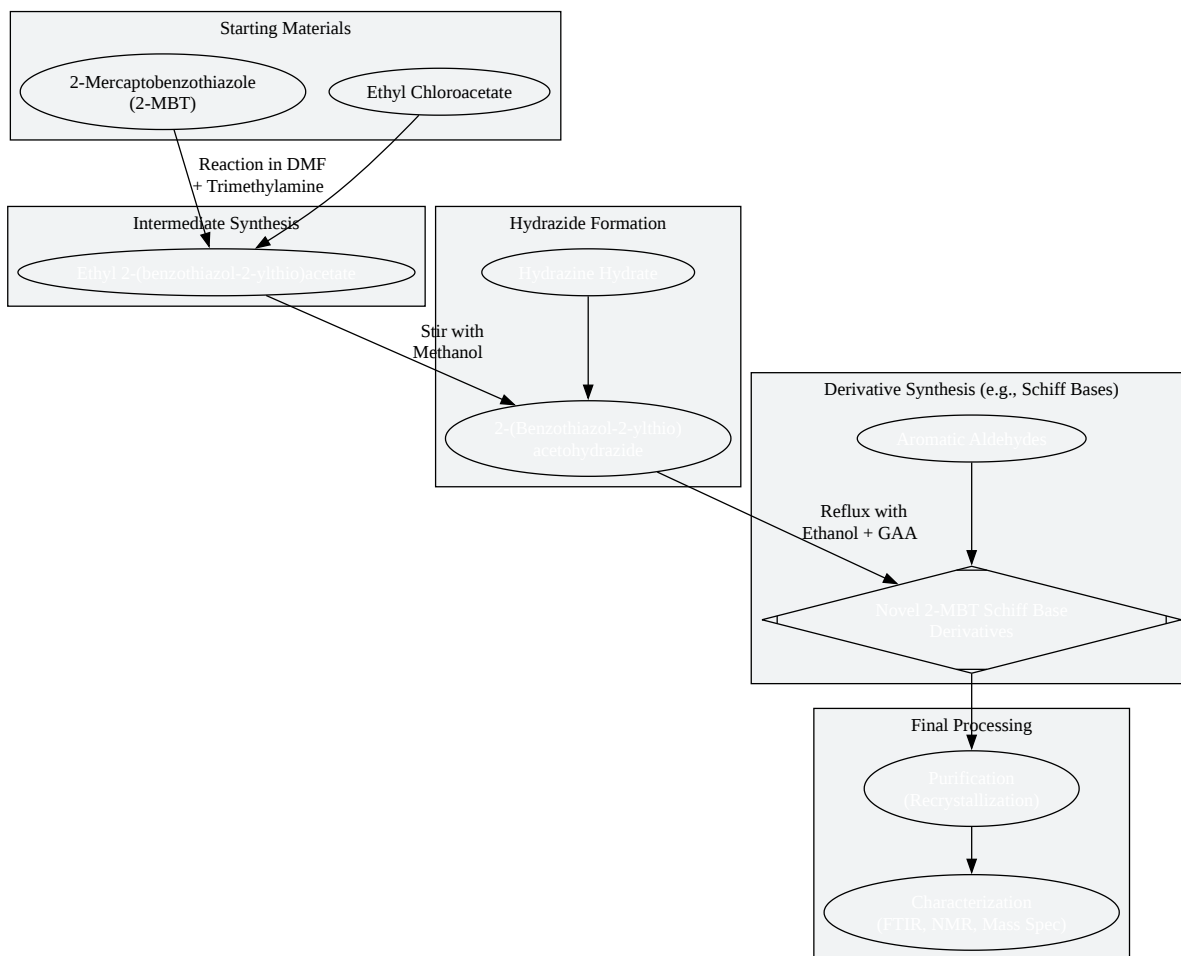 Starting Materials
2-Mercaptobenzothiazole
(2-MBT)
Ethyl Chloroacetate
Reaction in DMF
+ Trimethylamine
Intermediate Synthesis
Ethyl 2-(benzothiazol-2-ylthio)acetate
Hydrazide Formation
Hydrazine Hydrate
Stir with
Methanol
2-(Benzothiazol-2-ylthio)
acetohydrazide
Derivative Synthesis (e.g., Schiff Bases)
Aromatic Aldehydes
Reflux with
Ethanol + GAA
Novel 2-MBT Schiff Base
Derivatives
Final Processing
Purification
(Recrystallization)
Characterization
(FTIR, NMR, Mass Spec)